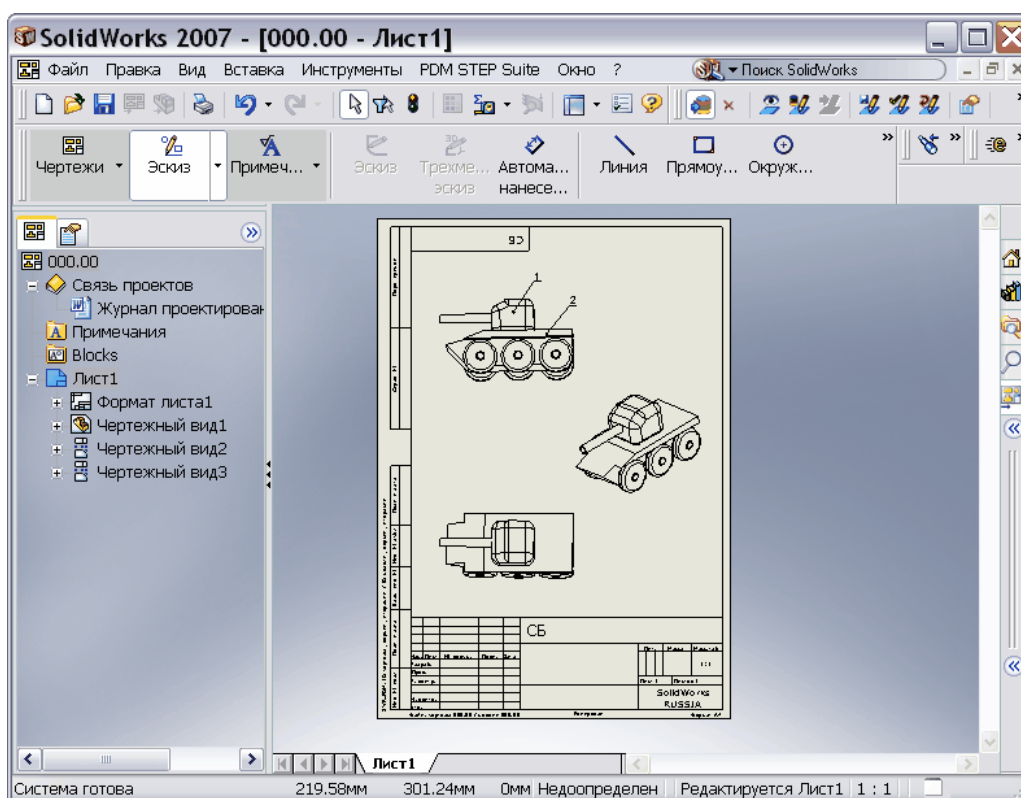 SolidWorks 2007 - [000.00 - Лист1]
Файл Правка Вид Вставка Инструменты PDM STEP Suite Окно ? Поиск SolidWorks
Чертежи Эскиз Примеч... Эскиз Трехме... эскиз Автома... нанесе... Линия Прямоу... Окруж...
000.00
Связь проектов
Журнал проектирован
Примечания
Blocks
Лист1
Формат листа1
Чертежный вид1
Чертежный вид2
Чертежный вид3
СБ
1
2
СБ
SolidWorks
RUSSIA
Лист1
Система готова 219.58мм 301.24мм 0мм Недоопределен Редактируется Лист1 1 : 1